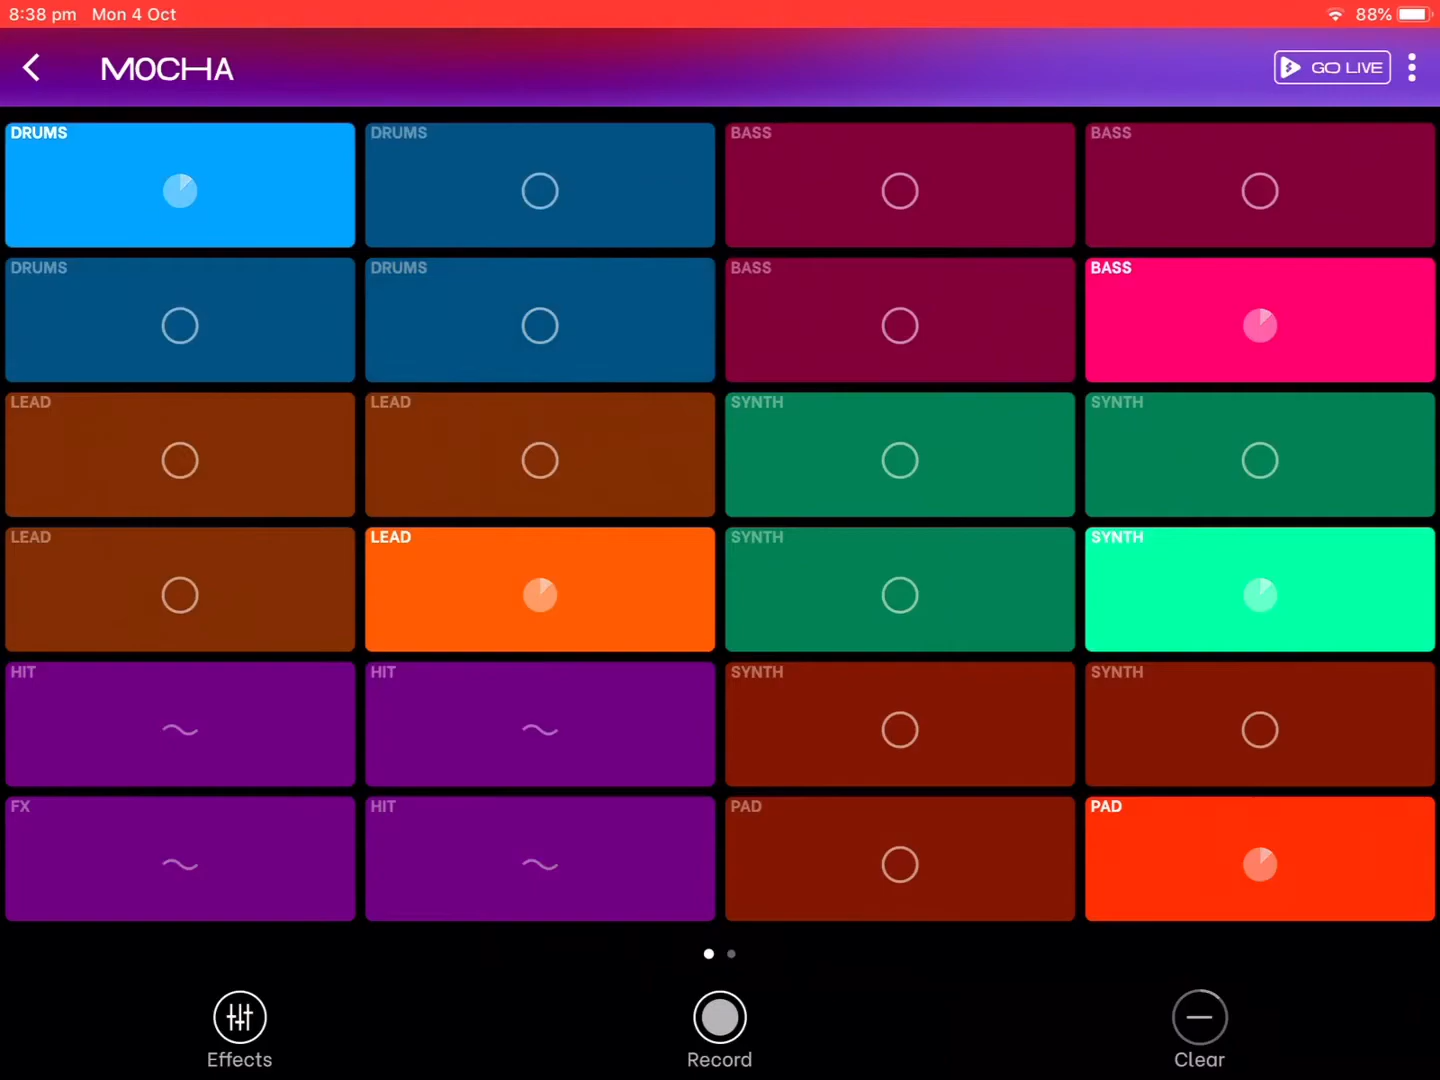 8:38 pm Mon 4 Oct 88%
MOCHA GO LIVE
DRUMS DRUMS BASS BASS
DRUMS DRUMS BASS BASS
LEAD LEAD SYNTH SYNTH
LEAD LEAD SYNTH SYNTH
HIT HIT SYNTH SYNTH
FX HIT PAD PAD
Effects Record Clear